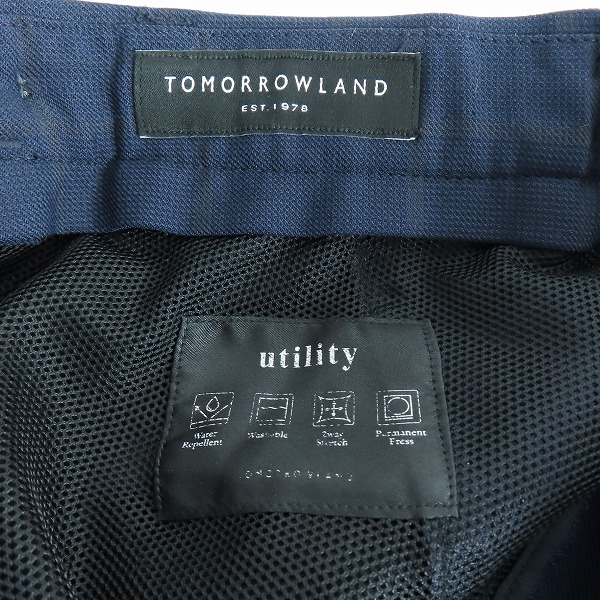 TOMORROWLAND
EST. 1978
utility
Water Repellent
Washable
2way Stretch
Permanent Press
TOMORROWLAND